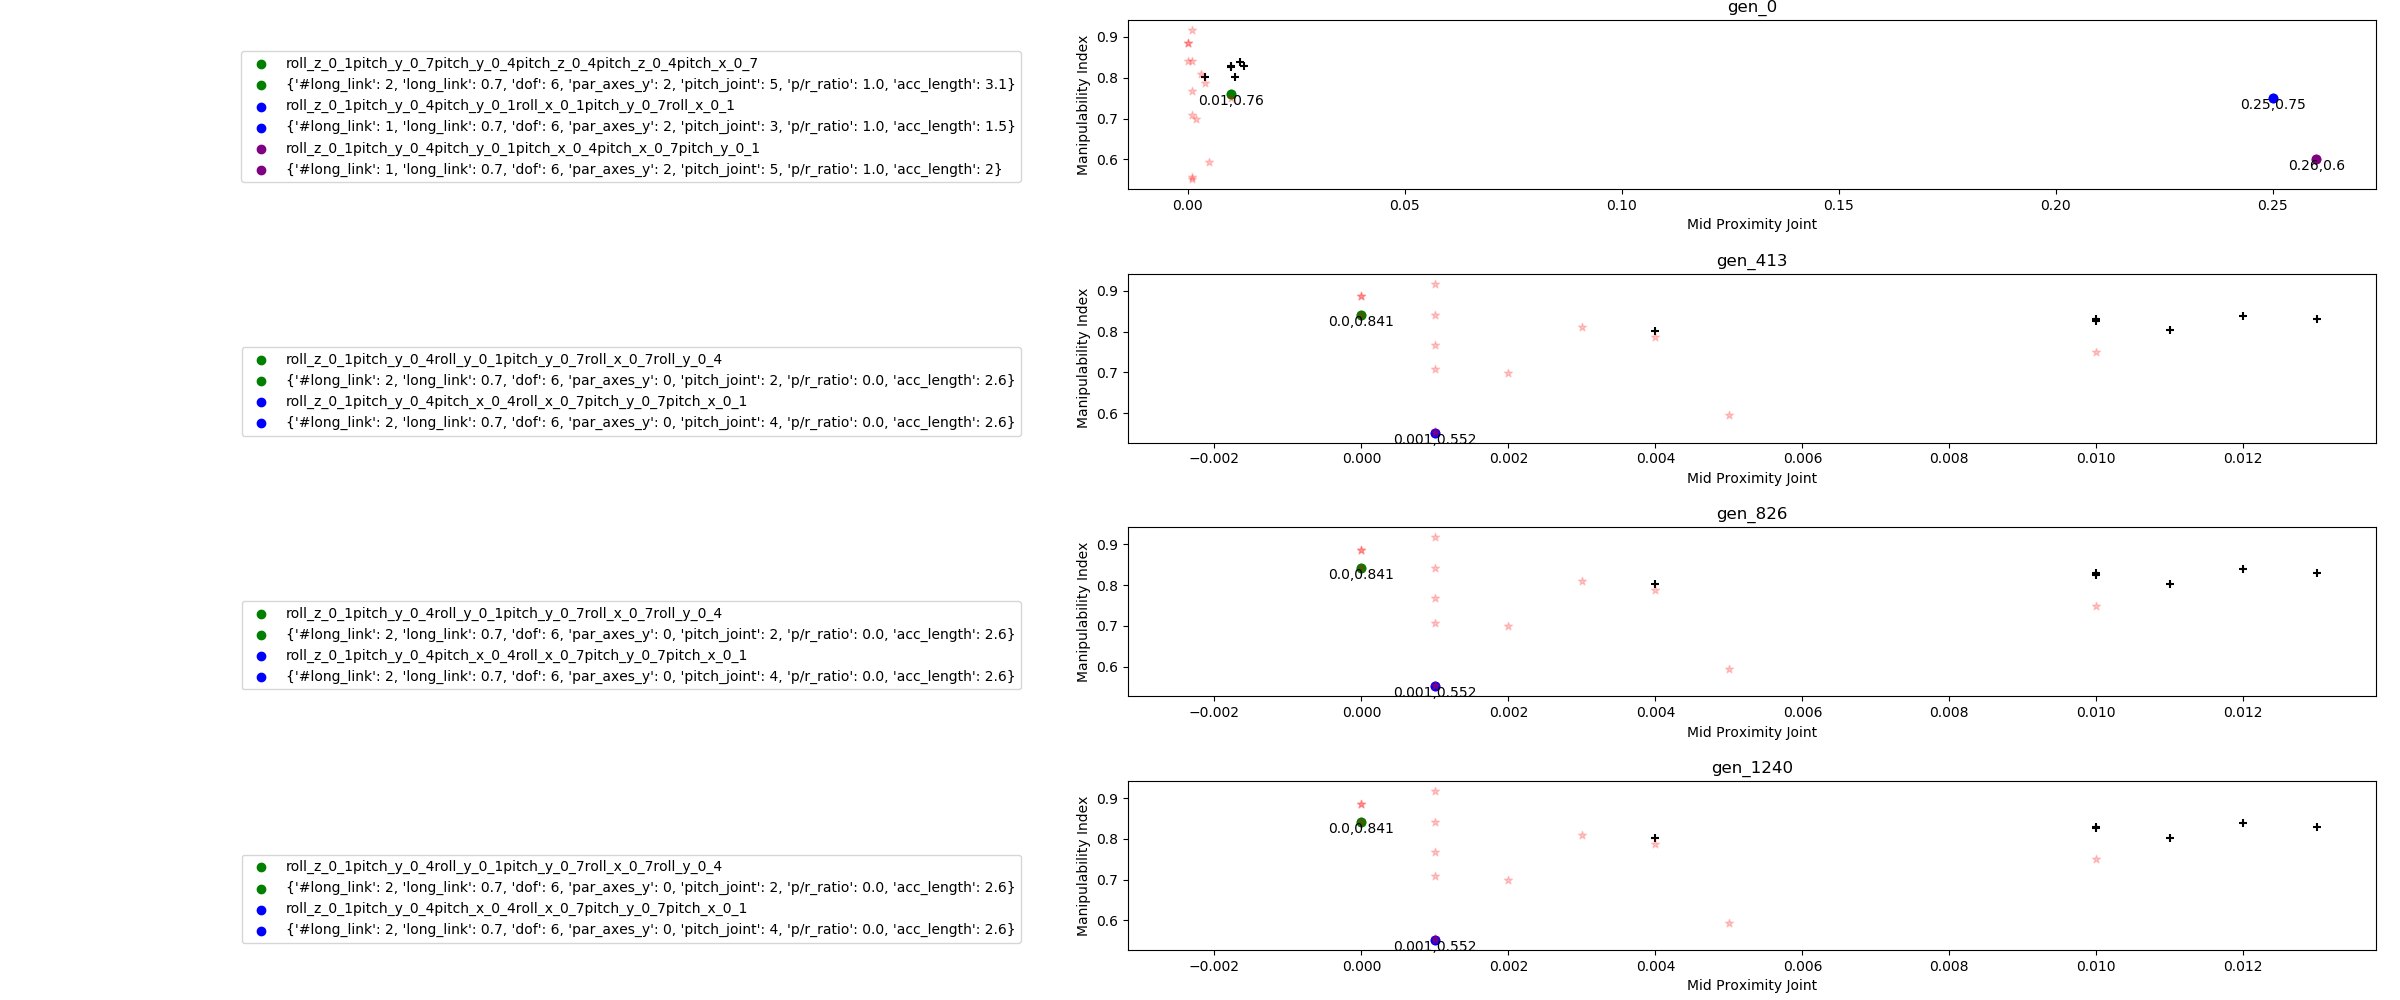 gen_0
roll_z_0_1pitch_y_0_7pitch_y_0_4pitch_z_0_4pitch_z_0_4pitch_x_0_7
{'#long_link': 2, 'long_link': 0.7, 'dof': 6, 'par_axes_y': 2, 'pitch_joint': 5, 'p/r_ratio': 1.0, 'acc_length': 3.1}
roll_z_0_1pitch_y_0_4pitch_y_0_1roll_x_0_1pitch_y_0_7roll_x_0_1
{'#long_link': 1, 'long_link': 0.7, 'dof': 6, 'par_axes_y': 2, 'pitch_joint': 3, 'p/r_ratio': 1.0, 'acc_length': 1.5}
roll_z_0_1pitch_y_0_4pitch_y_0_1pitch_x_0_4pitch_x_0_7pitch_y_0_1
{'#long_link': 1, 'long_link': 0.7, 'dof': 6, 'par_axes_y': 2, 'pitch_joint': 5, 'p/r_ratio': 1.0, 'acc_length': 2}
Manipulability Index
0.9
0.8
0.7
0.6
0.01,0.76
0.25,0.75
0.26,0.6
0.00 0.05 0.10 0.15 0.20 0.25
Mid Proximity Joint
gen_413
roll_z_0_1pitch_y_0_4roll_y_0_1pitch_y_0_7roll_x_0_7roll_y_0_4
{'#long_link': 2, 'long_link': 0.7, 'dof': 6, 'par_axes_y': 0, 'pitch_joint': 2, 'p/r_ratio': 0.0, 'acc_length': 2.6}
roll_z_0_1pitch_y_0_4pitch_x_0_4roll_x_0_7pitch_y_0_7pitch_x_0_1
{'#long_link': 2, 'long_link': 0.7, 'dof': 6, 'par_axes_y': 0, 'pitch_joint': 4, 'p/r_ratio': 0.0, 'acc_length': 2.6}
Manipulability Index
0.9
0.8
0.7
0.6
0.0,0.841
0.001,0.552
−0.002 0.000 0.002 0.004 0.006 0.008 0.010 0.012
Mid Proximity Joint
gen_826
roll_z_0_1pitch_y_0_4roll_y_0_1pitch_y_0_7roll_x_0_7roll_y_0_4
{'#long_link': 2, 'long_link': 0.7, 'dof': 6, 'par_axes_y': 0, 'pitch_joint': 2, 'p/r_ratio': 0.0, 'acc_length': 2.6}
roll_z_0_1pitch_y_0_4pitch_x_0_4roll_x_0_7pitch_y_0_7pitch_x_0_1
{'#long_link': 2, 'long_link': 0.7, 'dof': 6, 'par_axes_y': 0, 'pitch_joint': 4, 'p/r_ratio': 0.0, 'acc_length': 2.6}
Manipulability Index
0.9
0.8
0.7
0.6
0.0,0.841
0.001,0.552
−0.002 0.000 0.002 0.004 0.006 0.008 0.010 0.012
Mid Proximity Joint
gen_1240
roll_z_0_1pitch_y_0_4roll_y_0_1pitch_y_0_7roll_x_0_7roll_y_0_4
{'#long_link': 2, 'long_link': 0.7, 'dof': 6, 'par_axes_y': 0, 'pitch_joint': 2, 'p/r_ratio': 0.0, 'acc_length': 2.6}
roll_z_0_1pitch_y_0_4pitch_x_0_4roll_x_0_7pitch_y_0_7pitch_x_0_1
{'#long_link': 2, 'long_link': 0.7, 'dof': 6, 'par_axes_y': 0, 'pitch_joint': 4, 'p/r_ratio': 0.0, 'acc_length': 2.6}
Manipulability Index
0.9
0.8
0.7
0.6
0.0,0.841
0.001,0.552
−0.002 0.000 0.002 0.004 0.006 0.008 0.010 0.012
Mid Proximity Joint